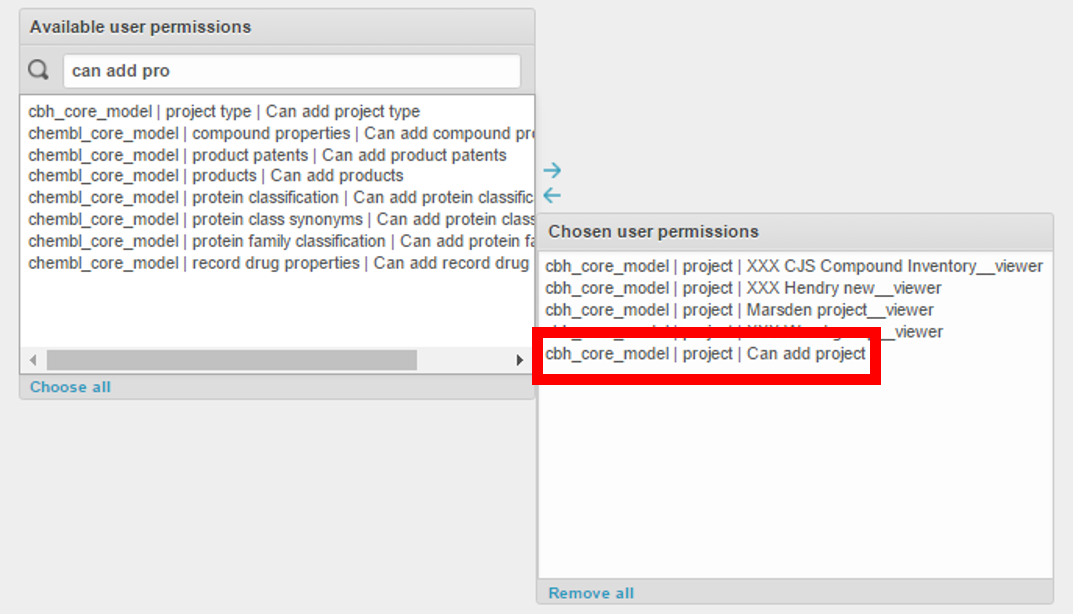 Available user permissions
can add pro
cbh_core_model | project type | Can add project type
chembl_core_model | compound properties | Can add compound pro
chembl_core_model | product patents | Can add product patents
chembl_core_model | products | Can add products
chembl_core_model | protein classification | Can add protein classific
chembl_core_model | protein class synonyms | Can add protein class
chembl_core_model | protein family classification | Can add protein fa
chembl_core_model | record drug properties | Can add record drug
Choose all
Chosen user permissions
cbh_core_model | project | XXX CJS Compound Inventory__viewer
cbh_core_model | project | XXX Hendry new__viewer
cbh_core_model | project | Marsden project__viewer
cbh_core_model | project | XXX __viewer
cbh_core_model | project | Can add project
Remove all